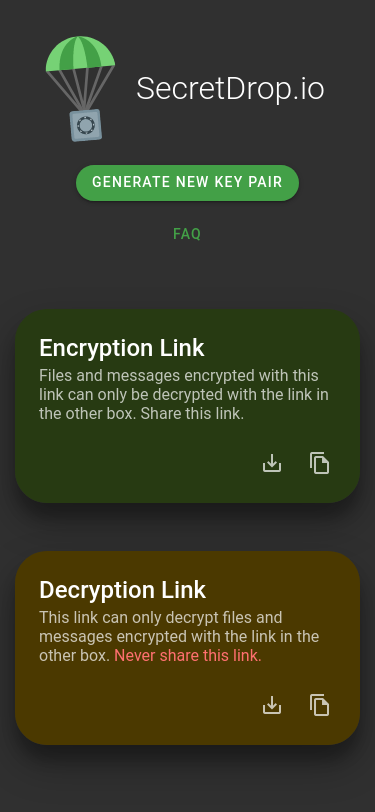 SecretDrop.io
GENERATE NEW KEY PAIR
FAQ
Encryption Link
Files and messages encrypted with this
link can only be decrypted with the link in
the other box. Share this link.
Decryption Link
This link can only decrypt files and
messages encrypted with the link in the
other box. Never share this link.